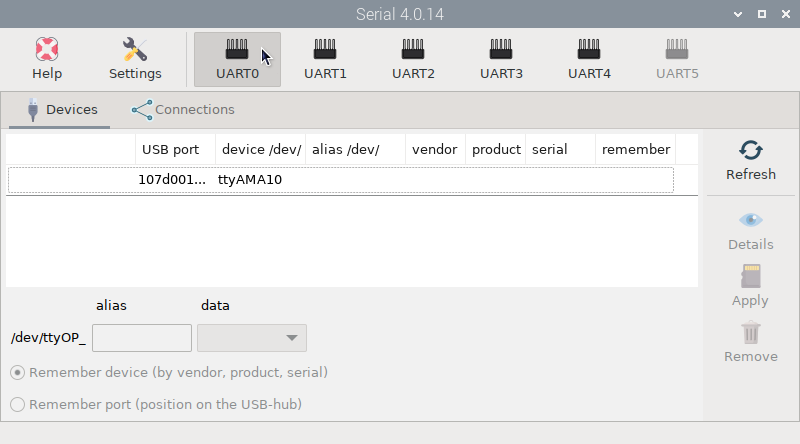 Serial 4.0.14
Help Settings UART0 UART1 UART2 UART3 UART4 UART5
Devices Connections
USB port device /dev/ alias /dev/ vendor product serial remember
107d001... ttyAMA10
Refresh
Details
Apply
Remove
alias data
/dev/ttyOP_
Remember device (by vendor, product, serial)
Remember port (position on the USB-hub)